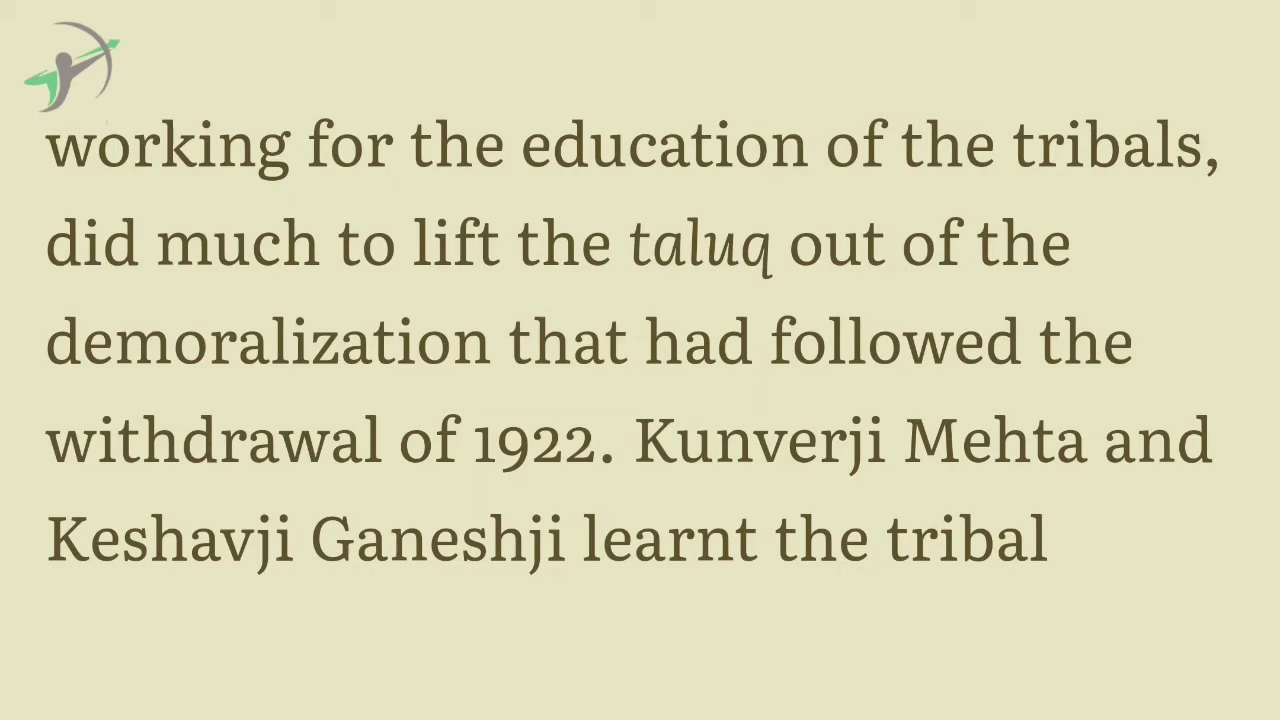 working for the education of the tribals,
did much to lift the taluq out of the
demoralization that had followed the
withdrawal of 1922. Kunverji Mehta and
Keshavji Ganeshji learnt the tribal